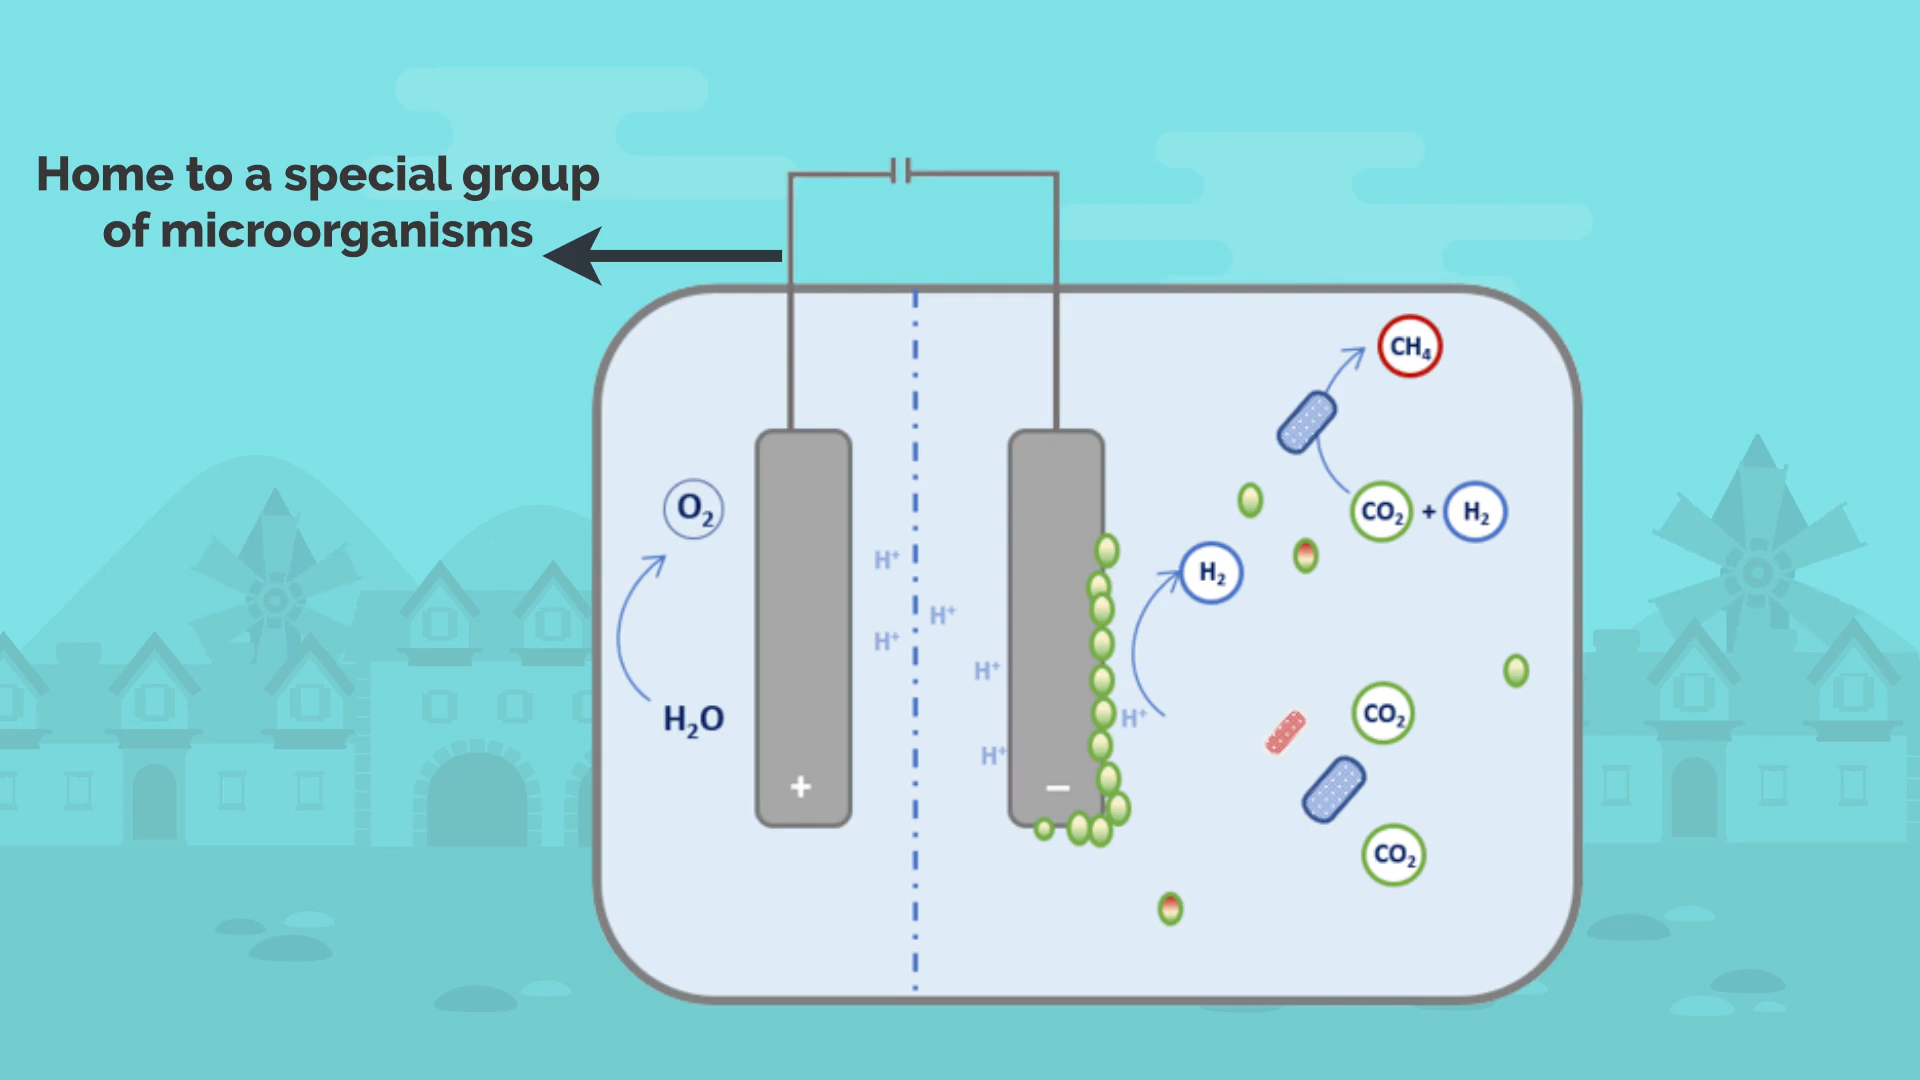 Home to a special group
of microorganisms
CH₄
O₂
CO₂ + H₂
H⁺
H₂
H⁺
H⁺
H⁺
H₂O
H⁺
CO₂
H⁺
+
−
CO₂